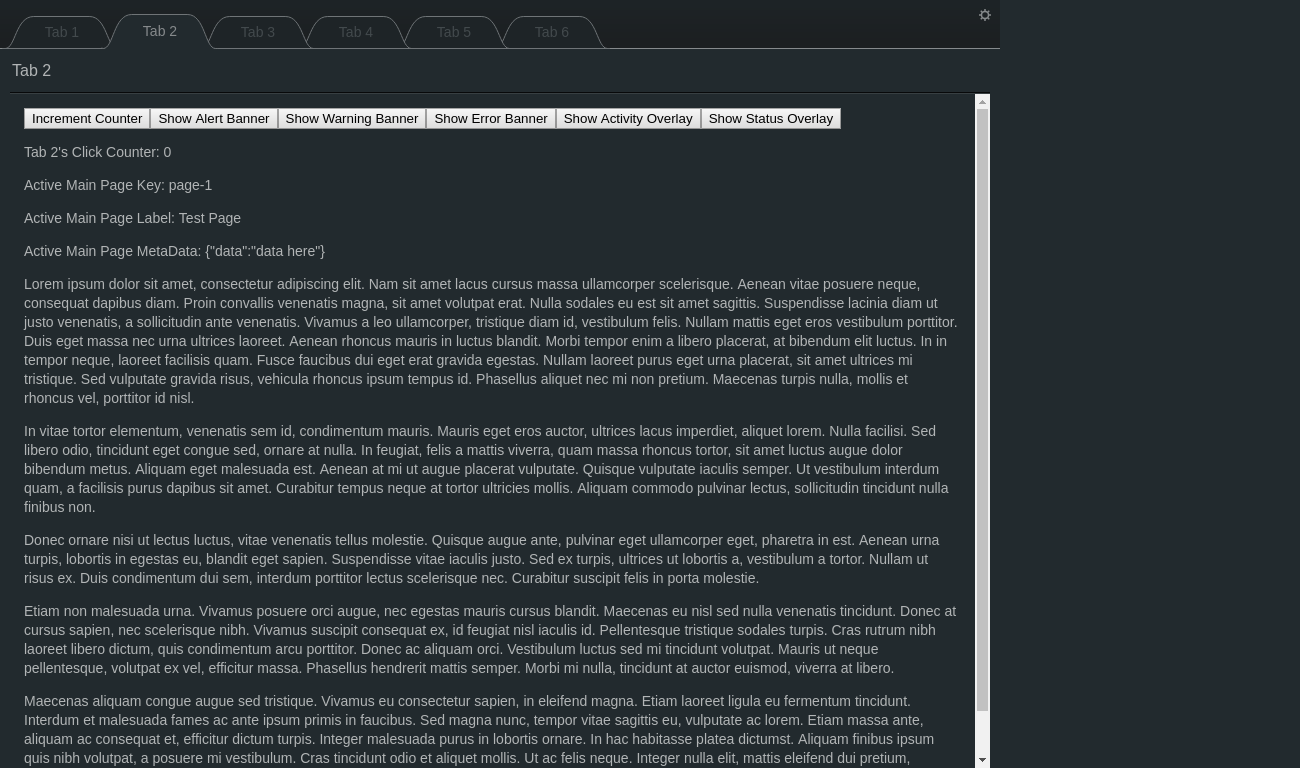 Tab 1 Tab 2 Tab 3 Tab 4 Tab 5 Tab 6
Tab 2
Increment Counter Show Alert Banner Show Warning Banner Show Error Banner Show Activity Overlay Show Status Overlay
Tab 2's Click Counter: 0
Active Main Page Key: page-1
Active Main Page Label: Test Page
Active Main Page MetaData: {"data":"data here"}
Lorem ipsum dolor sit amet, consectetur adipiscing elit. Nam sit amet lacus cursus massa ullamcorper scelerisque. Aenean vitae posuere neque,
consequat dapibus diam. Proin convallis venenatis magna, sit amet volutpat erat. Nulla sodales eu est sit amet sagittis. Suspendisse lacinia diam ut
justo venenatis, a sollicitudin ante venenatis. Vivamus a leo ullamcorper, tristique diam id, vestibulum felis. Nullam mattis eget eros vestibulum porttitor.
Duis eget massa nec urna ultrices laoreet. Aenean rhoncus mauris in luctus blandit. Morbi tempor enim a libero placerat, at bibendum elit luctus. In in
tempor neque, laoreet facilisis quam. Fusce faucibus dui eget erat gravida egestas. Nullam laoreet purus eget urna placerat, sit amet ultrices mi
tristique. Sed vulputate gravida risus, vehicula rhoncus ipsum tempus id. Phasellus aliquet nec mi non pretium. Maecenas turpis nulla, mollis et
rhoncus vel, porttitor id nisl.
In vitae tortor elementum, venenatis sem id, condimentum mauris. Mauris eget eros auctor, ultrices lacus imperdiet, aliquet lorem. Nulla facilisi. Sed
libero odio, tincidunt eget congue sed, ornare at nulla. In feugiat, felis a mattis viverra, quam massa rhoncus tortor, sit amet luctus augue dolor
bibendum metus. Aliquam eget malesuada est. Aenean at mi ut augue placerat vulputate. Quisque vulputate iaculis semper. Ut vestibulum interdum
quam, a facilisis purus dapibus sit amet. Curabitur tempus neque at tortor ultricies mollis. Aliquam commodo pulvinar lectus, sollicitudin tincidunt nulla
finibus non.
Donec ornare nisi ut lectus luctus, vitae venenatis tellus molestie. Quisque augue ante, pulvinar eget ullamcorper eget, pharetra in est. Aenean urna
turpis, lobortis in egestas eu, blandit eget sapien. Suspendisse vitae iaculis justo. Sed ex turpis, ultrices ut lobortis a, vestibulum a tortor. Nullam ut
risus ex. Duis condimentum dui sem, interdum porttitor lectus scelerisque nec. Curabitur suscipit felis in porta molestie.
Etiam non malesuada urna. Vivamus posuere orci augue, nec egestas mauris cursus blandit. Maecenas eu nisl sed nulla venenatis tincidunt. Donec at
cursus sapien, nec scelerisque nibh. Vivamus suscipit consequat ex, id feugiat nisl iaculis id. Pellentesque tristique sodales turpis. Cras rutrum nibh
laoreet libero dictum, quis condimentum arcu porttitor. Donec ac aliquam orci. Vestibulum luctus sed mi tincidunt volutpat. Mauris ut neque
pellentesque, volutpat ex vel, efficitur massa. Phasellus hendrerit mattis semper. Morbi mi nulla, tincidunt at auctor euismod, viverra at libero.
Maecenas aliquam congue augue sed tristique. Vivamus eu consectetur sapien, in eleifend magna. Etiam laoreet ligula eu fermentum tincidunt.
Interdum et malesuada fames ac ante ipsum primis in faucibus. Sed magna nunc, tempor vitae sagittis eu, vulputate ac lorem. Etiam massa ante,
aliquam ac consequat et, efficitur dictum turpis. Integer malesuada purus in lobortis ornare. In hac habitasse platea dictumst. Aliquam finibus ipsum
quis nibh volutpat, a posuere mi vestibulum. Cras tincidunt odio et aliquet mollis. Ut ac felis neque. Integer nulla elit, mattis eleifend dui pretium,